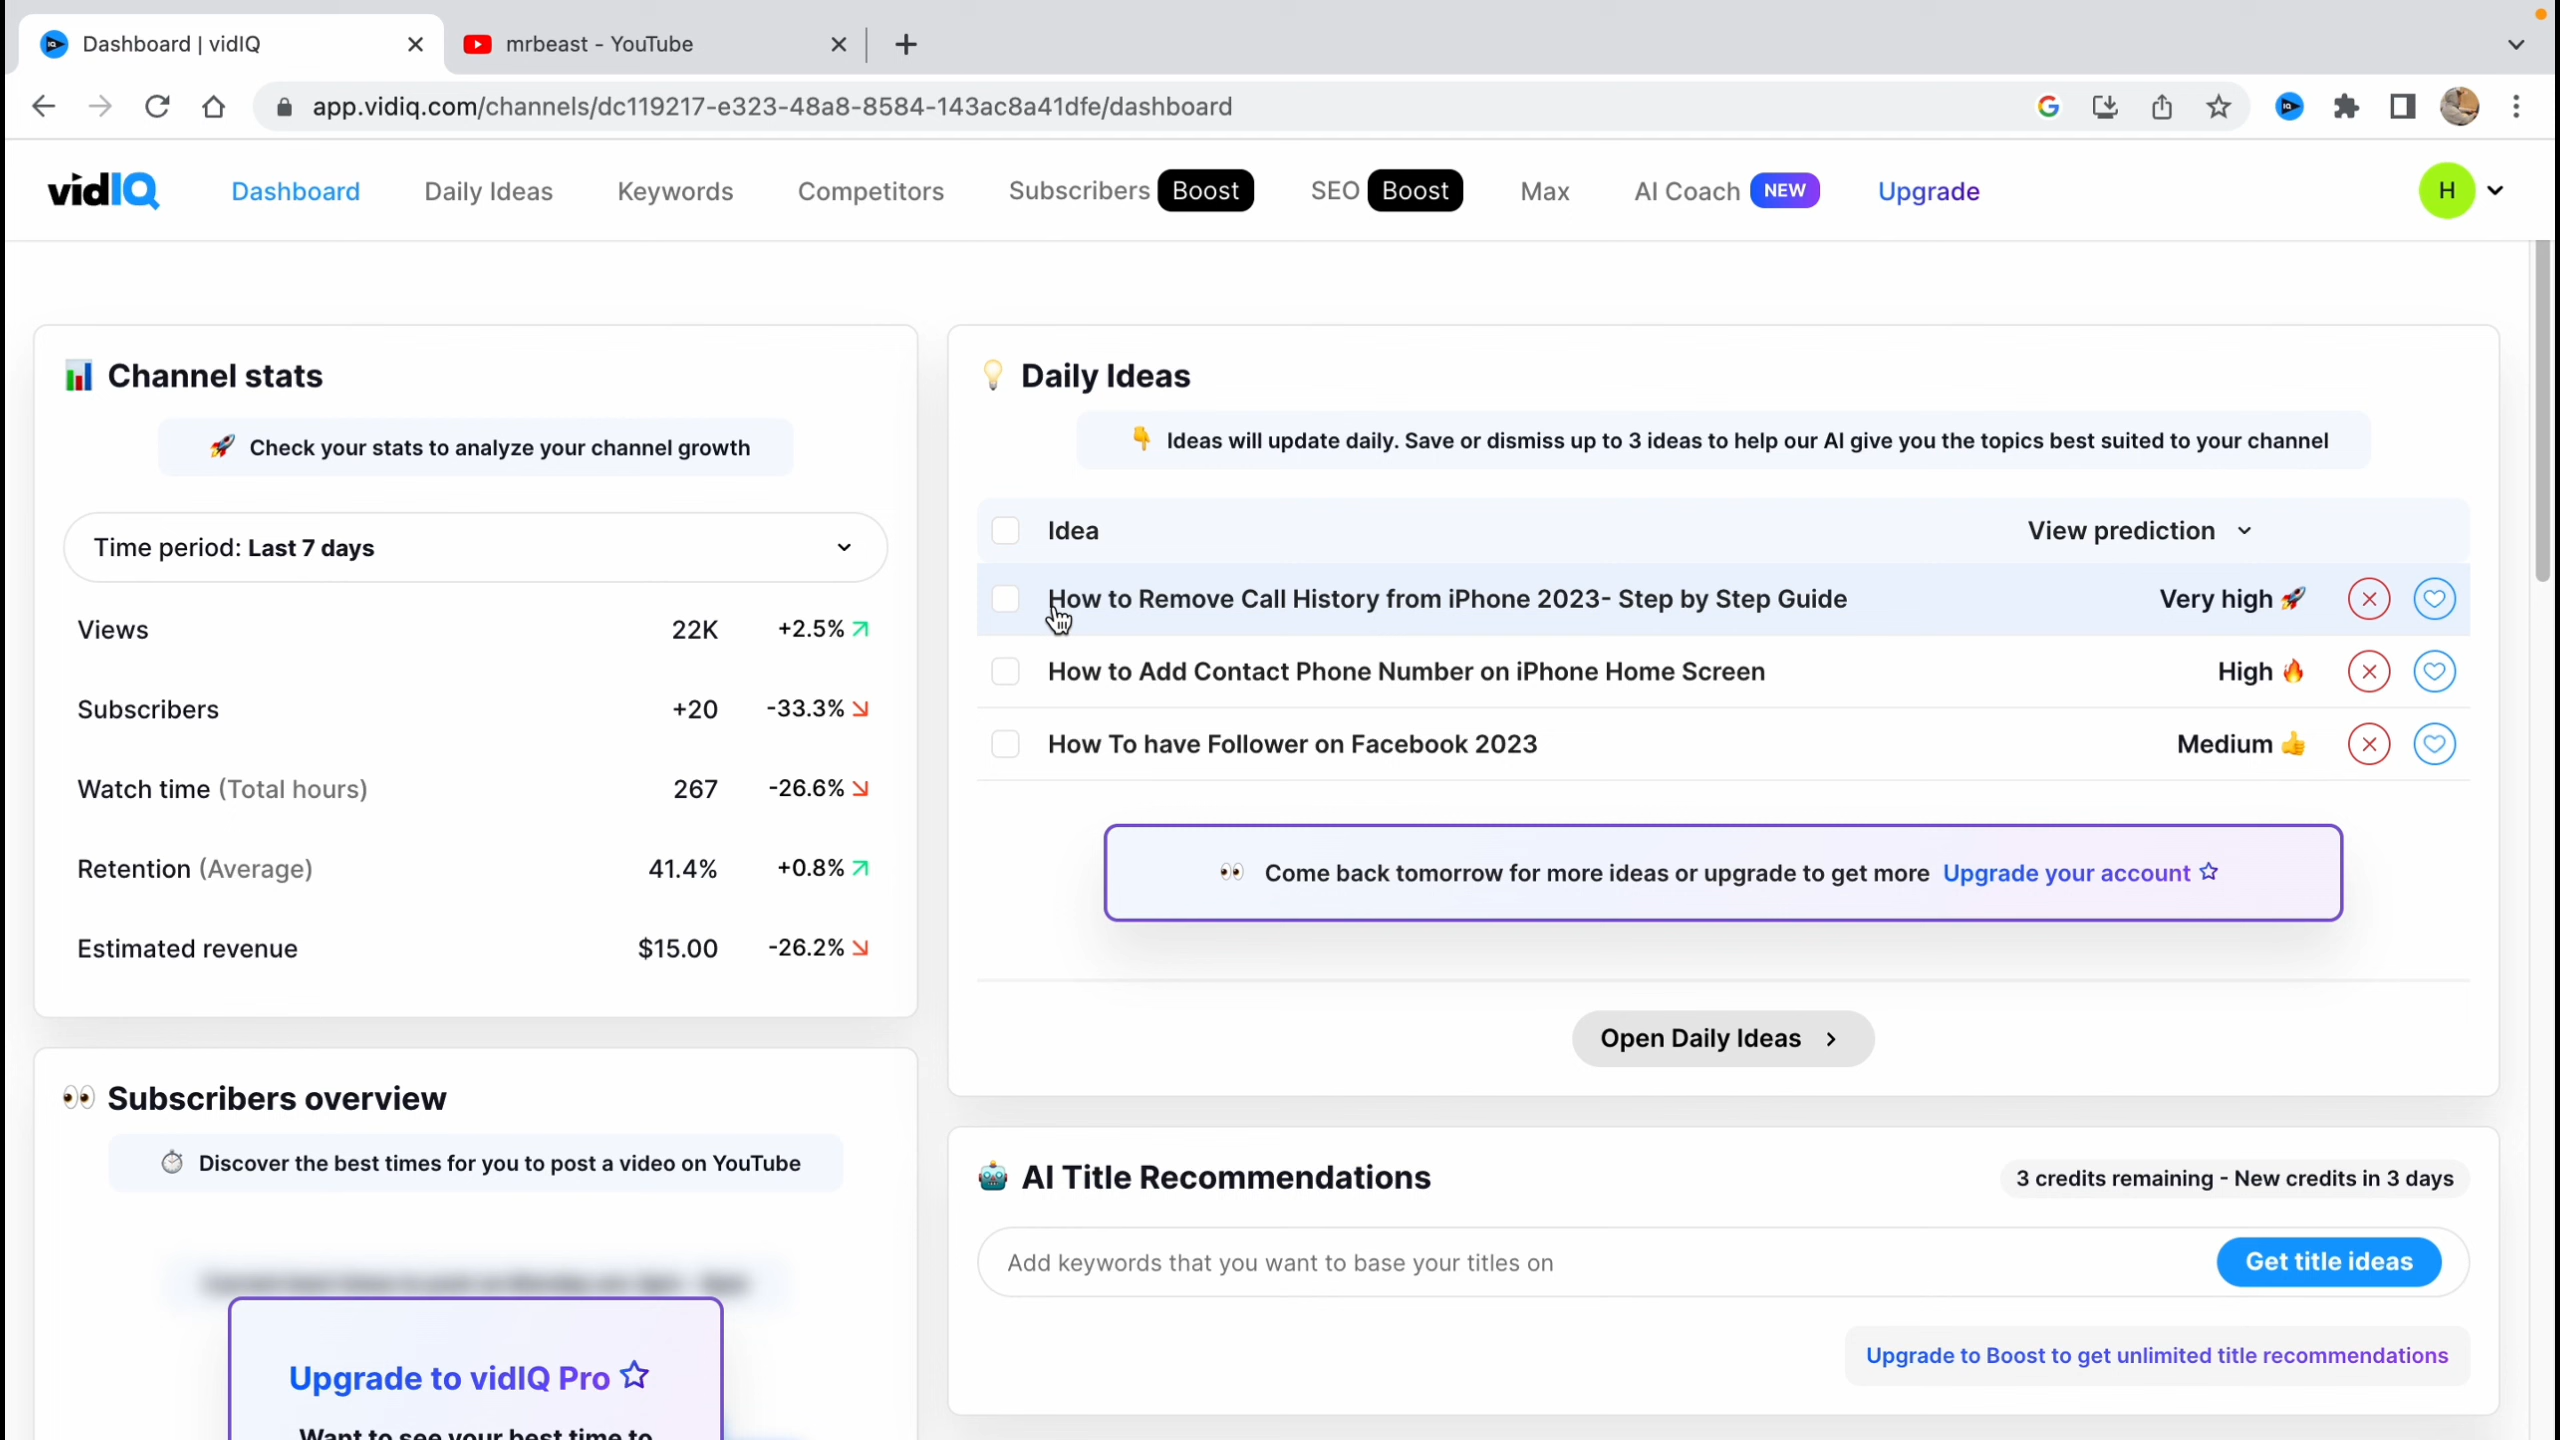 Dashboard | vidIQ
mrbeast - YouTube
app.vidiq.com/channels/dc119217-e323-48a8-8584-143ac8a41dfe/dashboard
vidIQ
Dashboard
Daily Ideas
Keywords
Competitors
Subscribers Boost
SEO Boost
Max
AI Coach NEW
Upgrade
H
Channel stats
Check your stats to analyze your channel growth
Time period: Last 7 days
Views 22K +2.5%
Subscribers +20 -33.3%
Watch time (Total hours) 267 -26.6%
Retention (Average) 41.4% +0.8%
Estimated revenue $15.00 -26.2%
Subscribers overview
Discover the best times for you to post a video on YouTube
Upgrade to vidIQ Pro
Want to see your best time to
Daily Ideas
Ideas will update daily. Save or dismiss up to 3 ideas to help our AI give you the topics best suited to your channel
Idea View prediction
How to Remove Call History from iPhone 2023- Step by Step Guide Very high
How to Add Contact Phone Number on iPhone Home Screen High
How To have Follower on Facebook 2023 Medium
Come back tomorrow for more ideas or upgrade to get more Upgrade your account
Open Daily Ideas
AI Title Recommendations
3 credits remaining - New credits in 3 days
Add keywords that you want to base your titles on
Get title ideas
Upgrade to Boost to get unlimited title recommendations